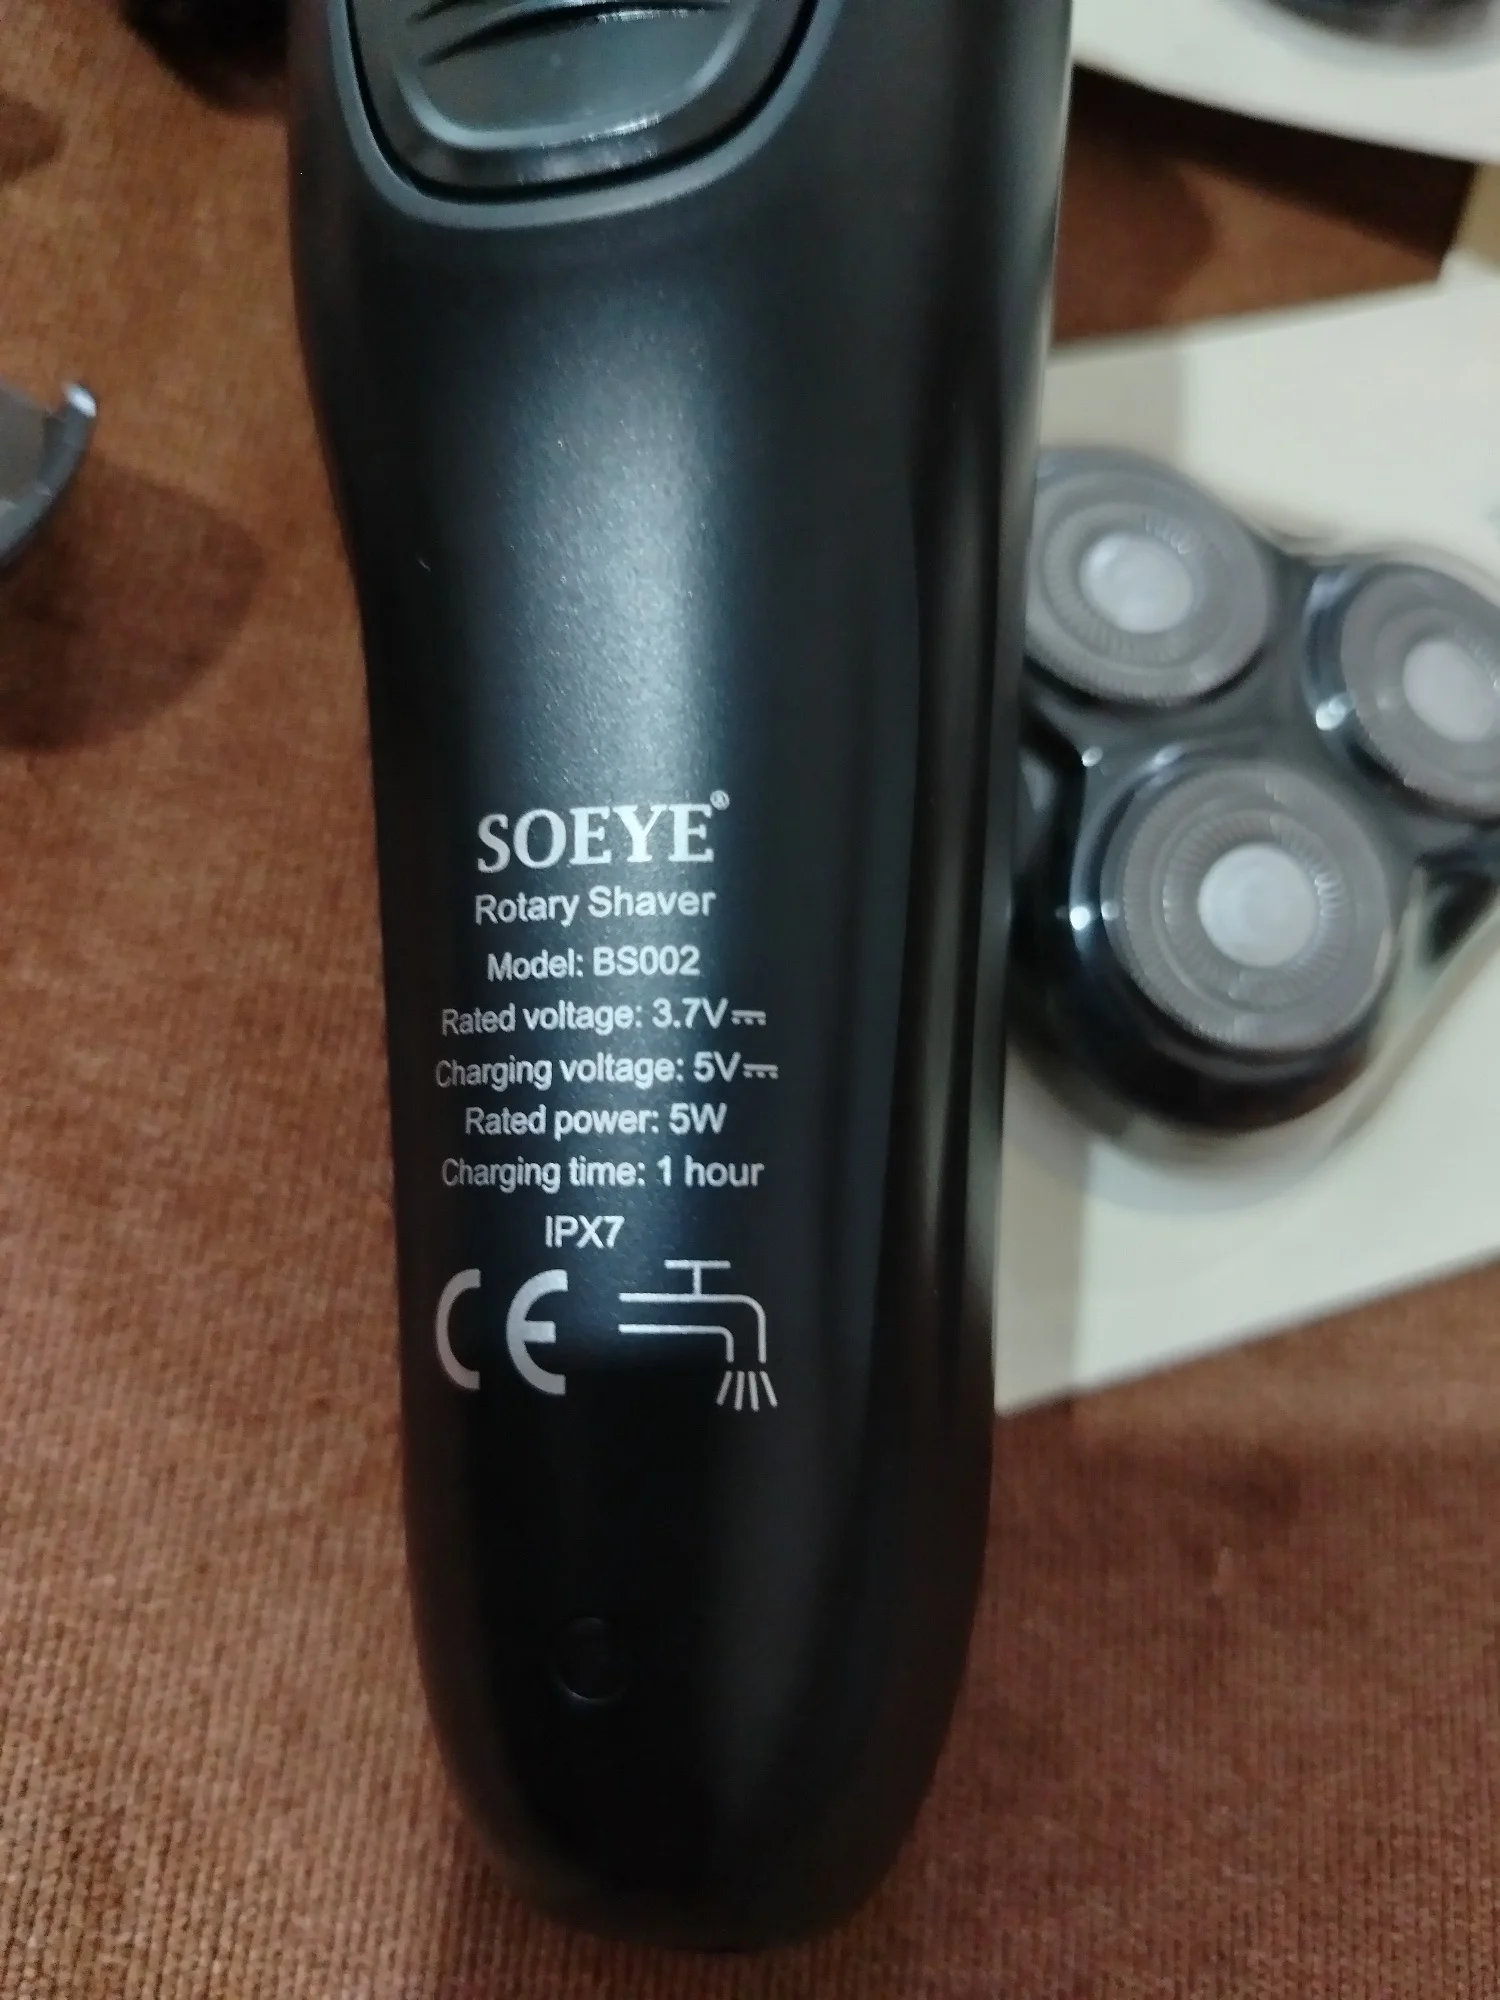 SOEYE®
Rotary Shaver
Model: BS002
Rated voltage: 3.7V⎓
Charging voltage: 5V⎓
Rated power: 5W
Charging time: 1 hour
IPX7
CE